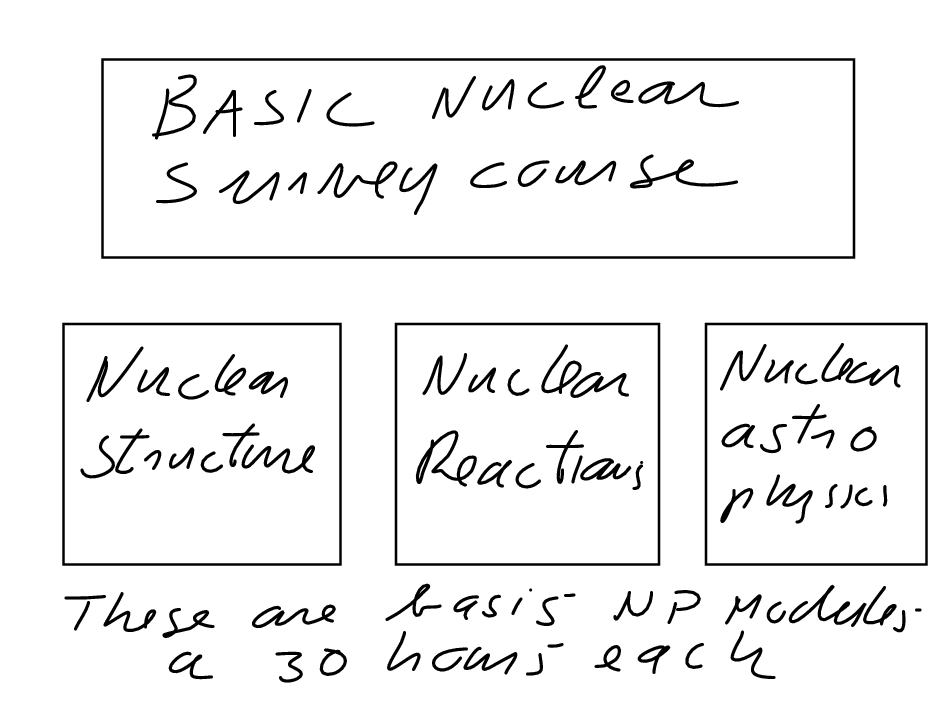 BASIC Nuclear
Survey course
Nuclear
Structure
Nuclear
Reactions
Nuclear
astro
physics
These are basis NP Modules
a 30 hours each